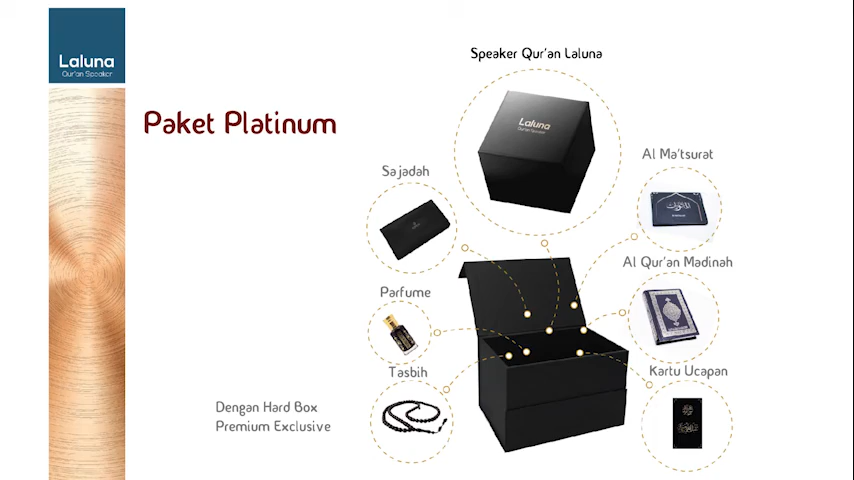 Laluna
Qur'an Speaker
Paket Platinum
Speaker Qur'an Laluna
Laluna
Qur'an Speaker
Sajadah
Al Ma'tsurat
Parfume
Al Qur'an Madinah
Tasbih
Kartu Ucapan
Dengan Hard Box
Premium Exclusive